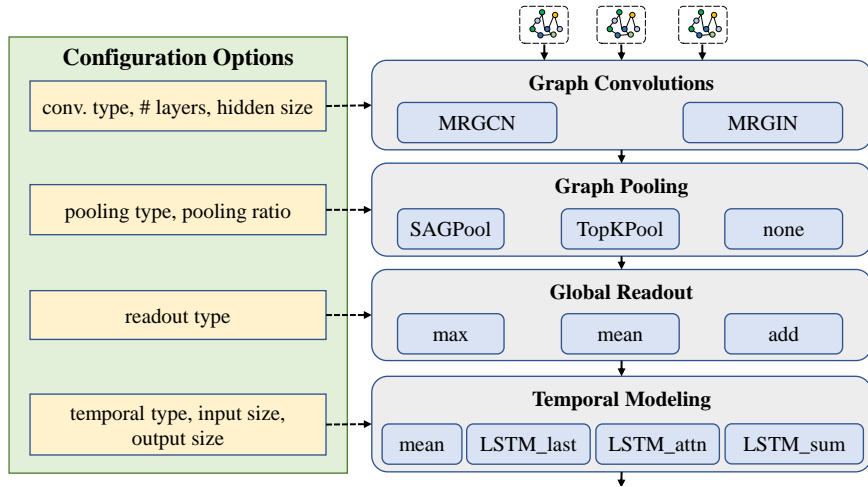 Configuration Options
conv. type, # layers, hidden size
pooling type, pooling ratio
readout type
temporal type, input size,
output size
Graph Convolutions
MRGCN
MRGIN
Graph Pooling
SAGPool
TopKPool
none
Global Readout
max
mean
add
Temporal Modeling
mean
LSTM_last
LSTM_attn
LSTM_sum